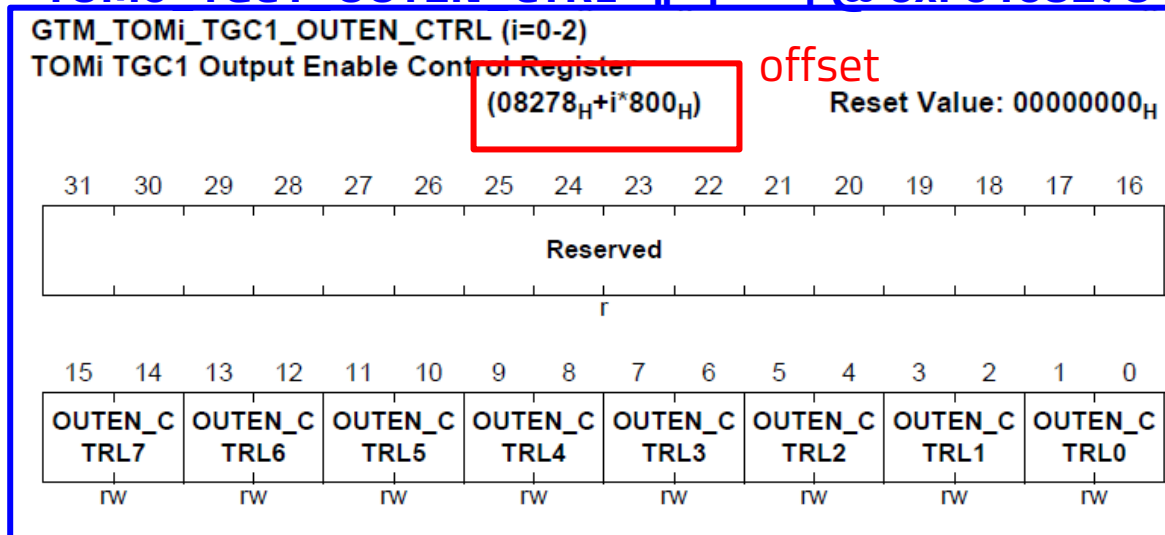 GTM_TOMi_TGC1_OUTEN_CTRL (i=0-2)
TOMi TGC1 Output Enable Control Register
offset
(08278H+i*800H) Reset Value: 00000000H
31 30 29 28 27 26 25 24 23 22 21 20 19 18 17 16
Reserved
r
15 14 13 12 11 10 9 8 7 6 5 4 3 2 1 0
OUTEN_C OUTEN_C OUTEN_C OUTEN_C OUTEN_C OUTEN_C OUTEN_C OUTEN_C
TRL7 TRL6 TRL5 TRL4 TRL3 TRL2 TRL1 TRL0
rw rw rw rw rw rw rw rw